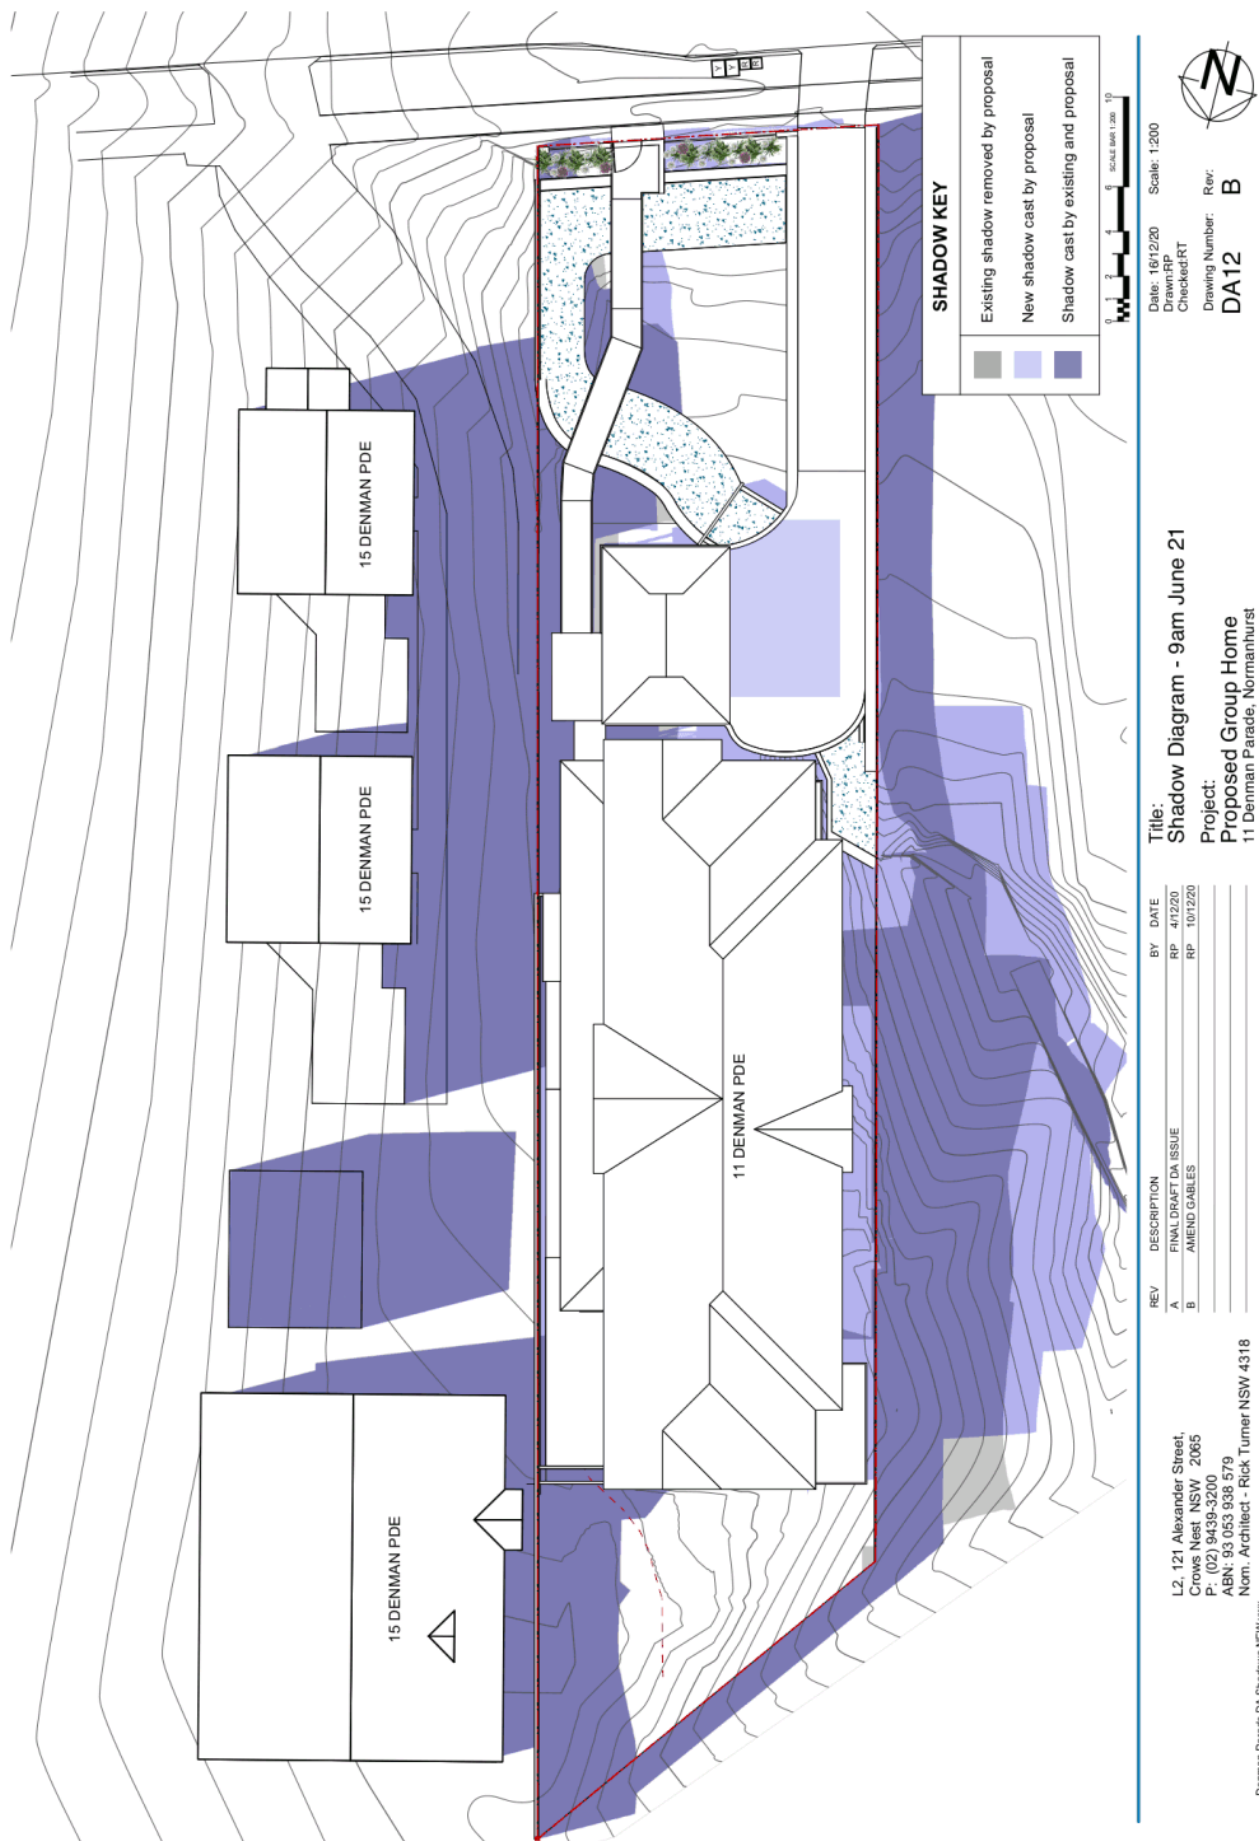 15 DENMAN PDE
15 DENMAN PDE
15 DENMAN PDE
11 DENMAN PDE
Y
Y
R
R
SHADOW KEY
Existing shadow removed by proposal
New shadow cast by proposal
Shadow cast by existing and proposal
0 1 2 4 6 10
SCALE BAR 1:200
L2, 121 Alexander Street,
Crows Nest NSW 2065
P: (02) 9439-3200
ABN: 93 053 938 579
Nom. Architect - Rick Turner NSW 4318
REV DESCRIPTION BY DATE
A FINAL DRAFT DA ISSUE RP 4/12/20
B AMEND GABLES RP 10/12/20
Title:
Shadow Diagram - 9am June 21
Project:
Proposed Group Home
11 Denman Parade, Normanhurst
Date: 16/12/20 Scale: 1:200
Drawn:RP
Checked:RT
Drawing Number: Rev:
DA12 B
N